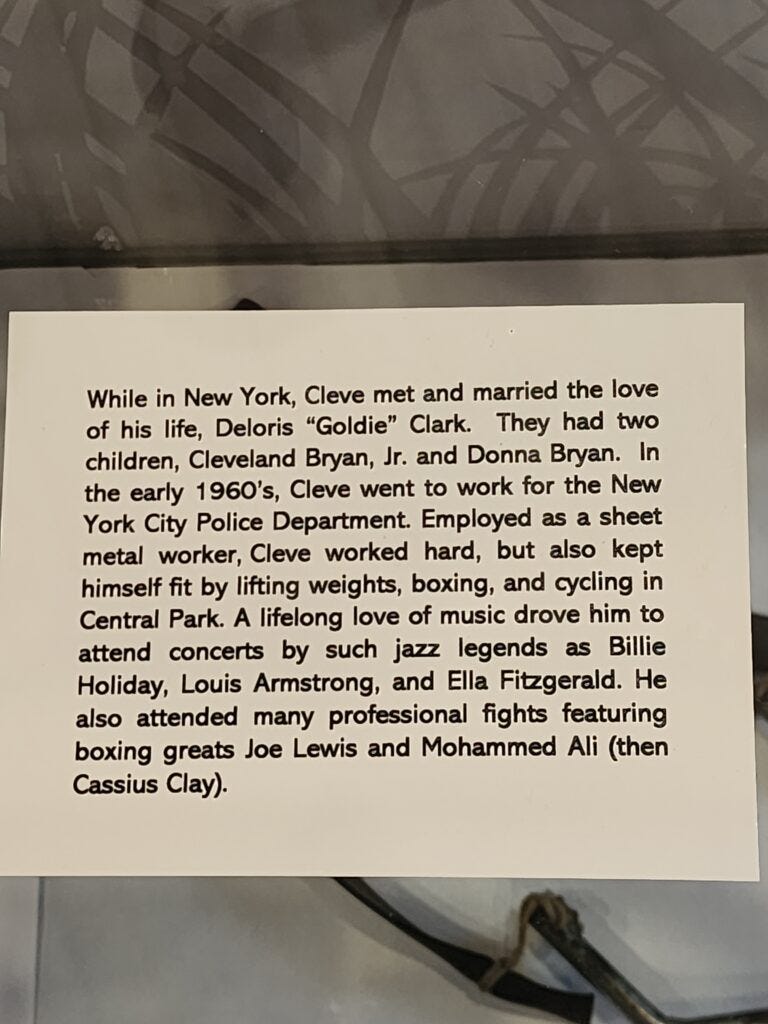 While in New York, Cleve met and married the love
of his life, Deloris “Goldie” Clark. They had two
children, Cleveland Bryan, Jr. and Donna Bryan. In
the early 1960’s, Cleve went to work for the New
York City Police Department. Employed as a sheet
metal worker, Cleve worked hard, but also kept
himself fit by lifting weights, boxing, and cycling in
Central Park. A lifelong love of music drove him to
attend concerts by such jazz legends as Billie
Holiday, Louis Armstrong, and Ella Fitzgerald. He
also attended many professional fights featuring
boxing greats Joe Lewis and Mohammed Ali (then
Cassius Clay).